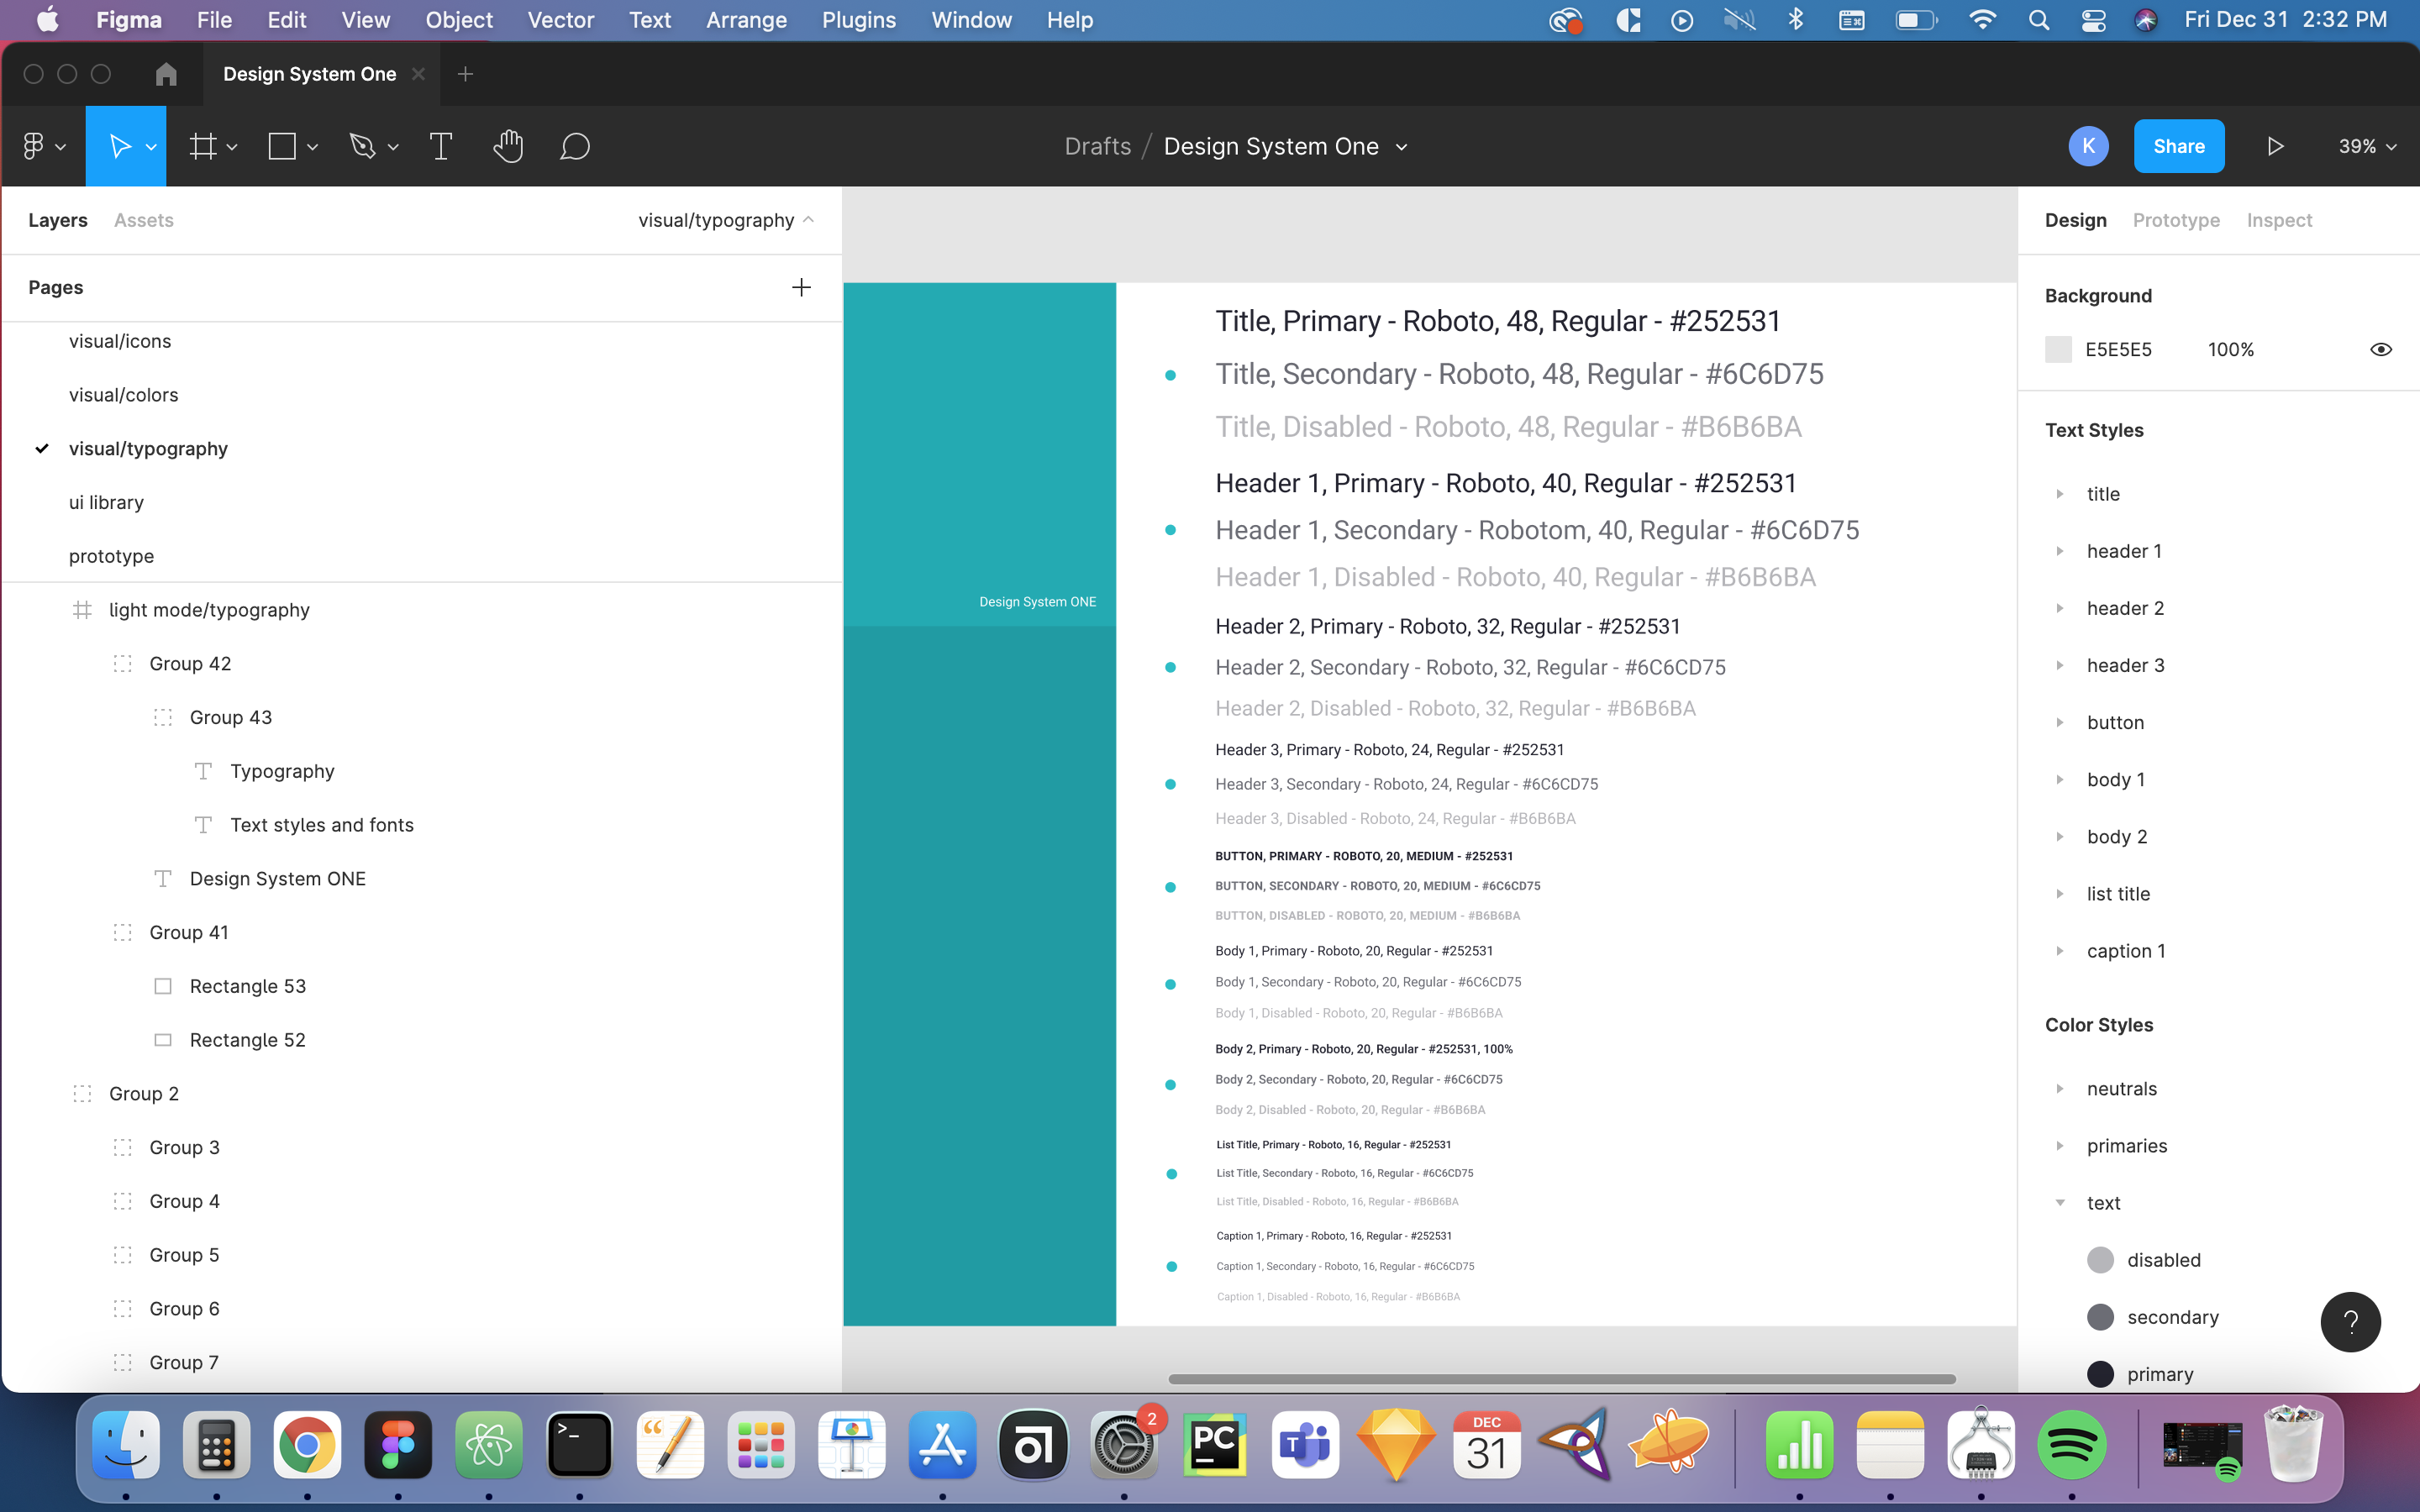 Figma File Edit View Object Vector Text Arrange Plugins Window Help Fri Dec 31 2:32 PM
Design System One
Drafts / Design System One K Share 39%
Layers Assets visual/typography
Pages
visual/icons
visual/colors
visual/typography
ui library
prototype
light mode/typography
Group 42
Group 43
Typography
Text styles and fonts
Design System ONE
Group 41
Rectangle 53
Rectangle 52
Group 2
Group 3
Group 4
Group 5
Group 6
Group 7
Design System ONE
Title, Primary - Roboto, 48, Regular - #252531
Title, Secondary - Roboto, 48, Regular - #6C6D75
Title, Disabled - Roboto, 48, Regular - #B6B6BA
Header 1, Primary - Roboto, 40, Regular - #252531
Header 1, Secondary - Robotom, 40, Regular - #6C6D75
Header 1, Disabled - Roboto, 40, Regular - #B6B6BA
Header 2, Primary - Roboto, 32, Regular - #252531
Header 2, Secondary - Roboto, 32, Regular - #6C6CD75
Header 2, Disabled - Roboto, 32, Regular - #B6B6BA
Header 3, Primary - Roboto, 24, Regular - #252531
Header 3, Secondary - Roboto, 24, Regular - #6C6CD75
Header 3, Disabled - Roboto, 24, Regular - #B6B6BA
BUTTON, PRIMARY - ROBOTO, 20, MEDIUM - #252531
BUTTON, SECONDARY - ROBOTO, 20, MEDIUM - #6C6CD75
BUTTON, DISABLED - ROBOTO, 20, MEDIUM - #B6B6BA
Body 1, Primary - Roboto, 20, Regular - #252531
Body 1, Secondary - Roboto, 20, Regular - #6C6CD75
Body 1, Disabled - Roboto, 20, Regular - #B6B6BA
Body 2, Primary - Roboto, 20, Regular - #252531, 100%
Body 2, Secondary - Roboto, 20, Regular - #6C6CD75
Body 2, Disabled - Roboto, 20, Regular - #B6B6BA
List Title, Primary - Roboto, 16, Regular - #252531
List Title, Secondary - Roboto, 16, Regular - #6C6CD75
List Title, Disabled - Roboto, 16, Regular - #B6B6BA
Caption 1, Primary - Roboto, 16, Regular - #252531
Caption 1, Secondary - Roboto, 16, Regular - #6C6CD75
Caption 1, Disabled - Roboto, 16, Regular - #B6B6BA
Design Prototype Inspect
Background
E5E5E5 100%
Text Styles
title
header 1
header 2
header 3
button
body 1
body 2
list title
caption 1
Color Styles
neutrals
primaries
text
disabled
secondary
primary
?
2
PC
T
DEC
31